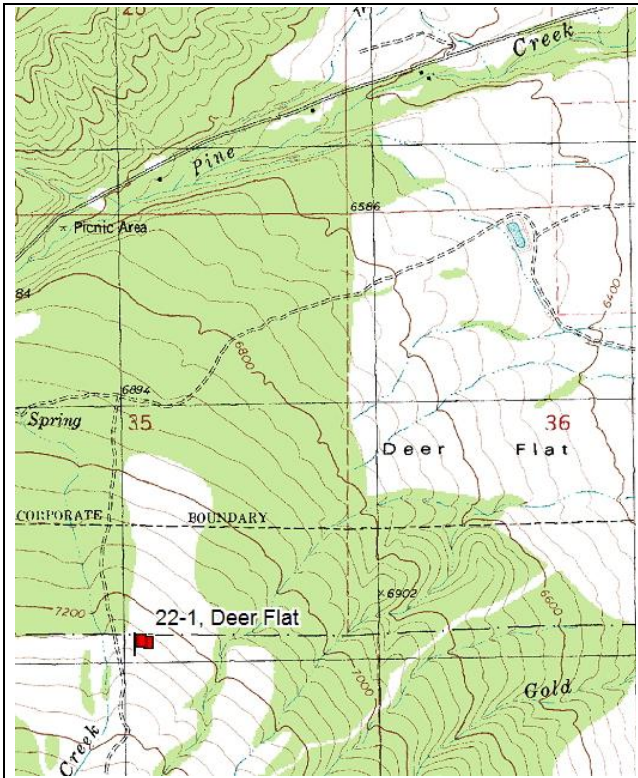 26
Creek
Pine
6586
Picnic Area
84
6400
6800
6894
Spring
35
36
Deer Flat
CORPORATE BOUNDARY
6902
6600
7200
22-1, Deer Flat
7000
Gold
Creek